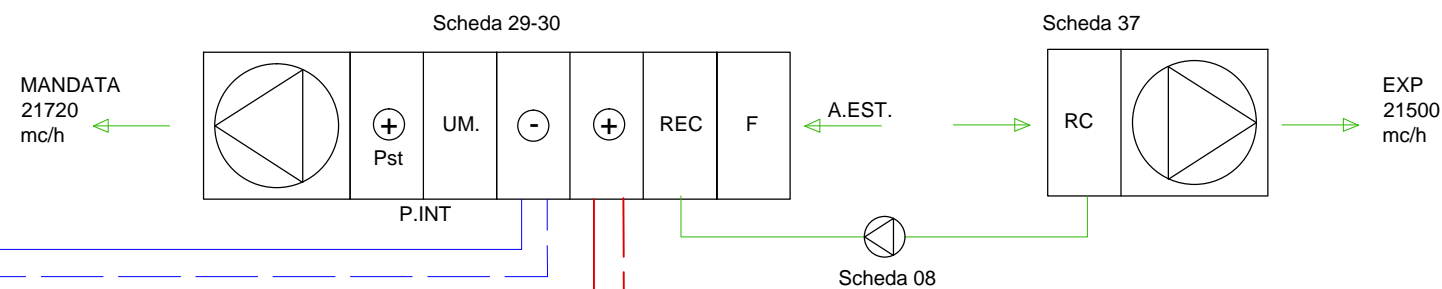 Scheda 29-30
Scheda 37
MANDATA
21720
mc/h
+
Pst
UM.
-
+
REC
F
A.EST.
RC
EXP
21500
mc/h
P.INT
Scheda 08